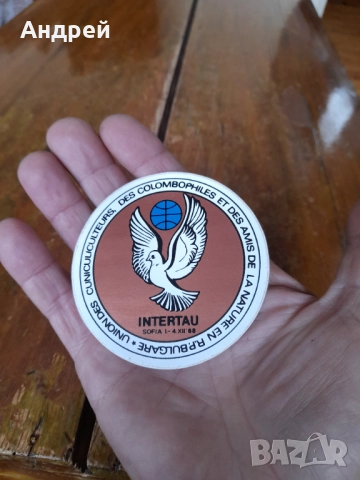 Андрей
UNION DES CUNICULICULTEURS, DES COLOMBOPHILES ET DES AMIS DE LA NATURE EN R.P.BULGARE *
INTERTAU
SOFIA 1-4.XII 88
BAZAR